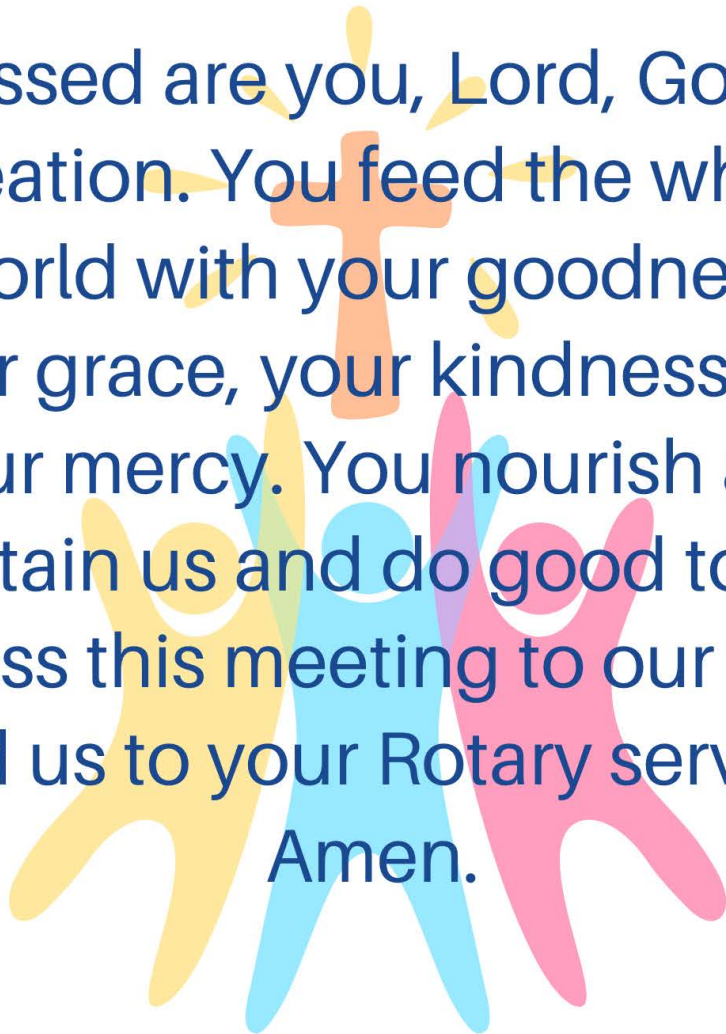 ssed are you, Lord, Go
eation. You feed the wh
orld with your goodne
r grace, your kindness
ur mercy. You nourish
tain us and do good to
ss this meeting to our
l us to your Rotary serv
Amen.